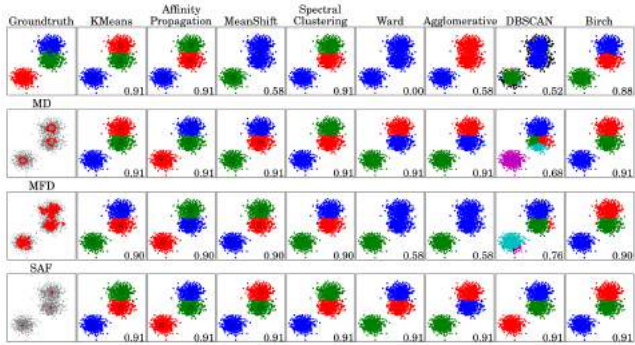 Groundtruth KMeans Affinity Propagation MeanShift Spectral Clustering Ward Agglomerative DBSCAN Birch
0.91 0.91 0.58 0.91 0.00 0.58 0.52 0.88
MD
0.91 0.91 0.91 0.91 0.91 0.91 0.68 0.91
MFD
0.90 0.90 0.90 0.90 0.58 0.58 0.76 0.90
SAF
0.91 0.91 0.91 0.91 0.91 0.91 0.91 0.91